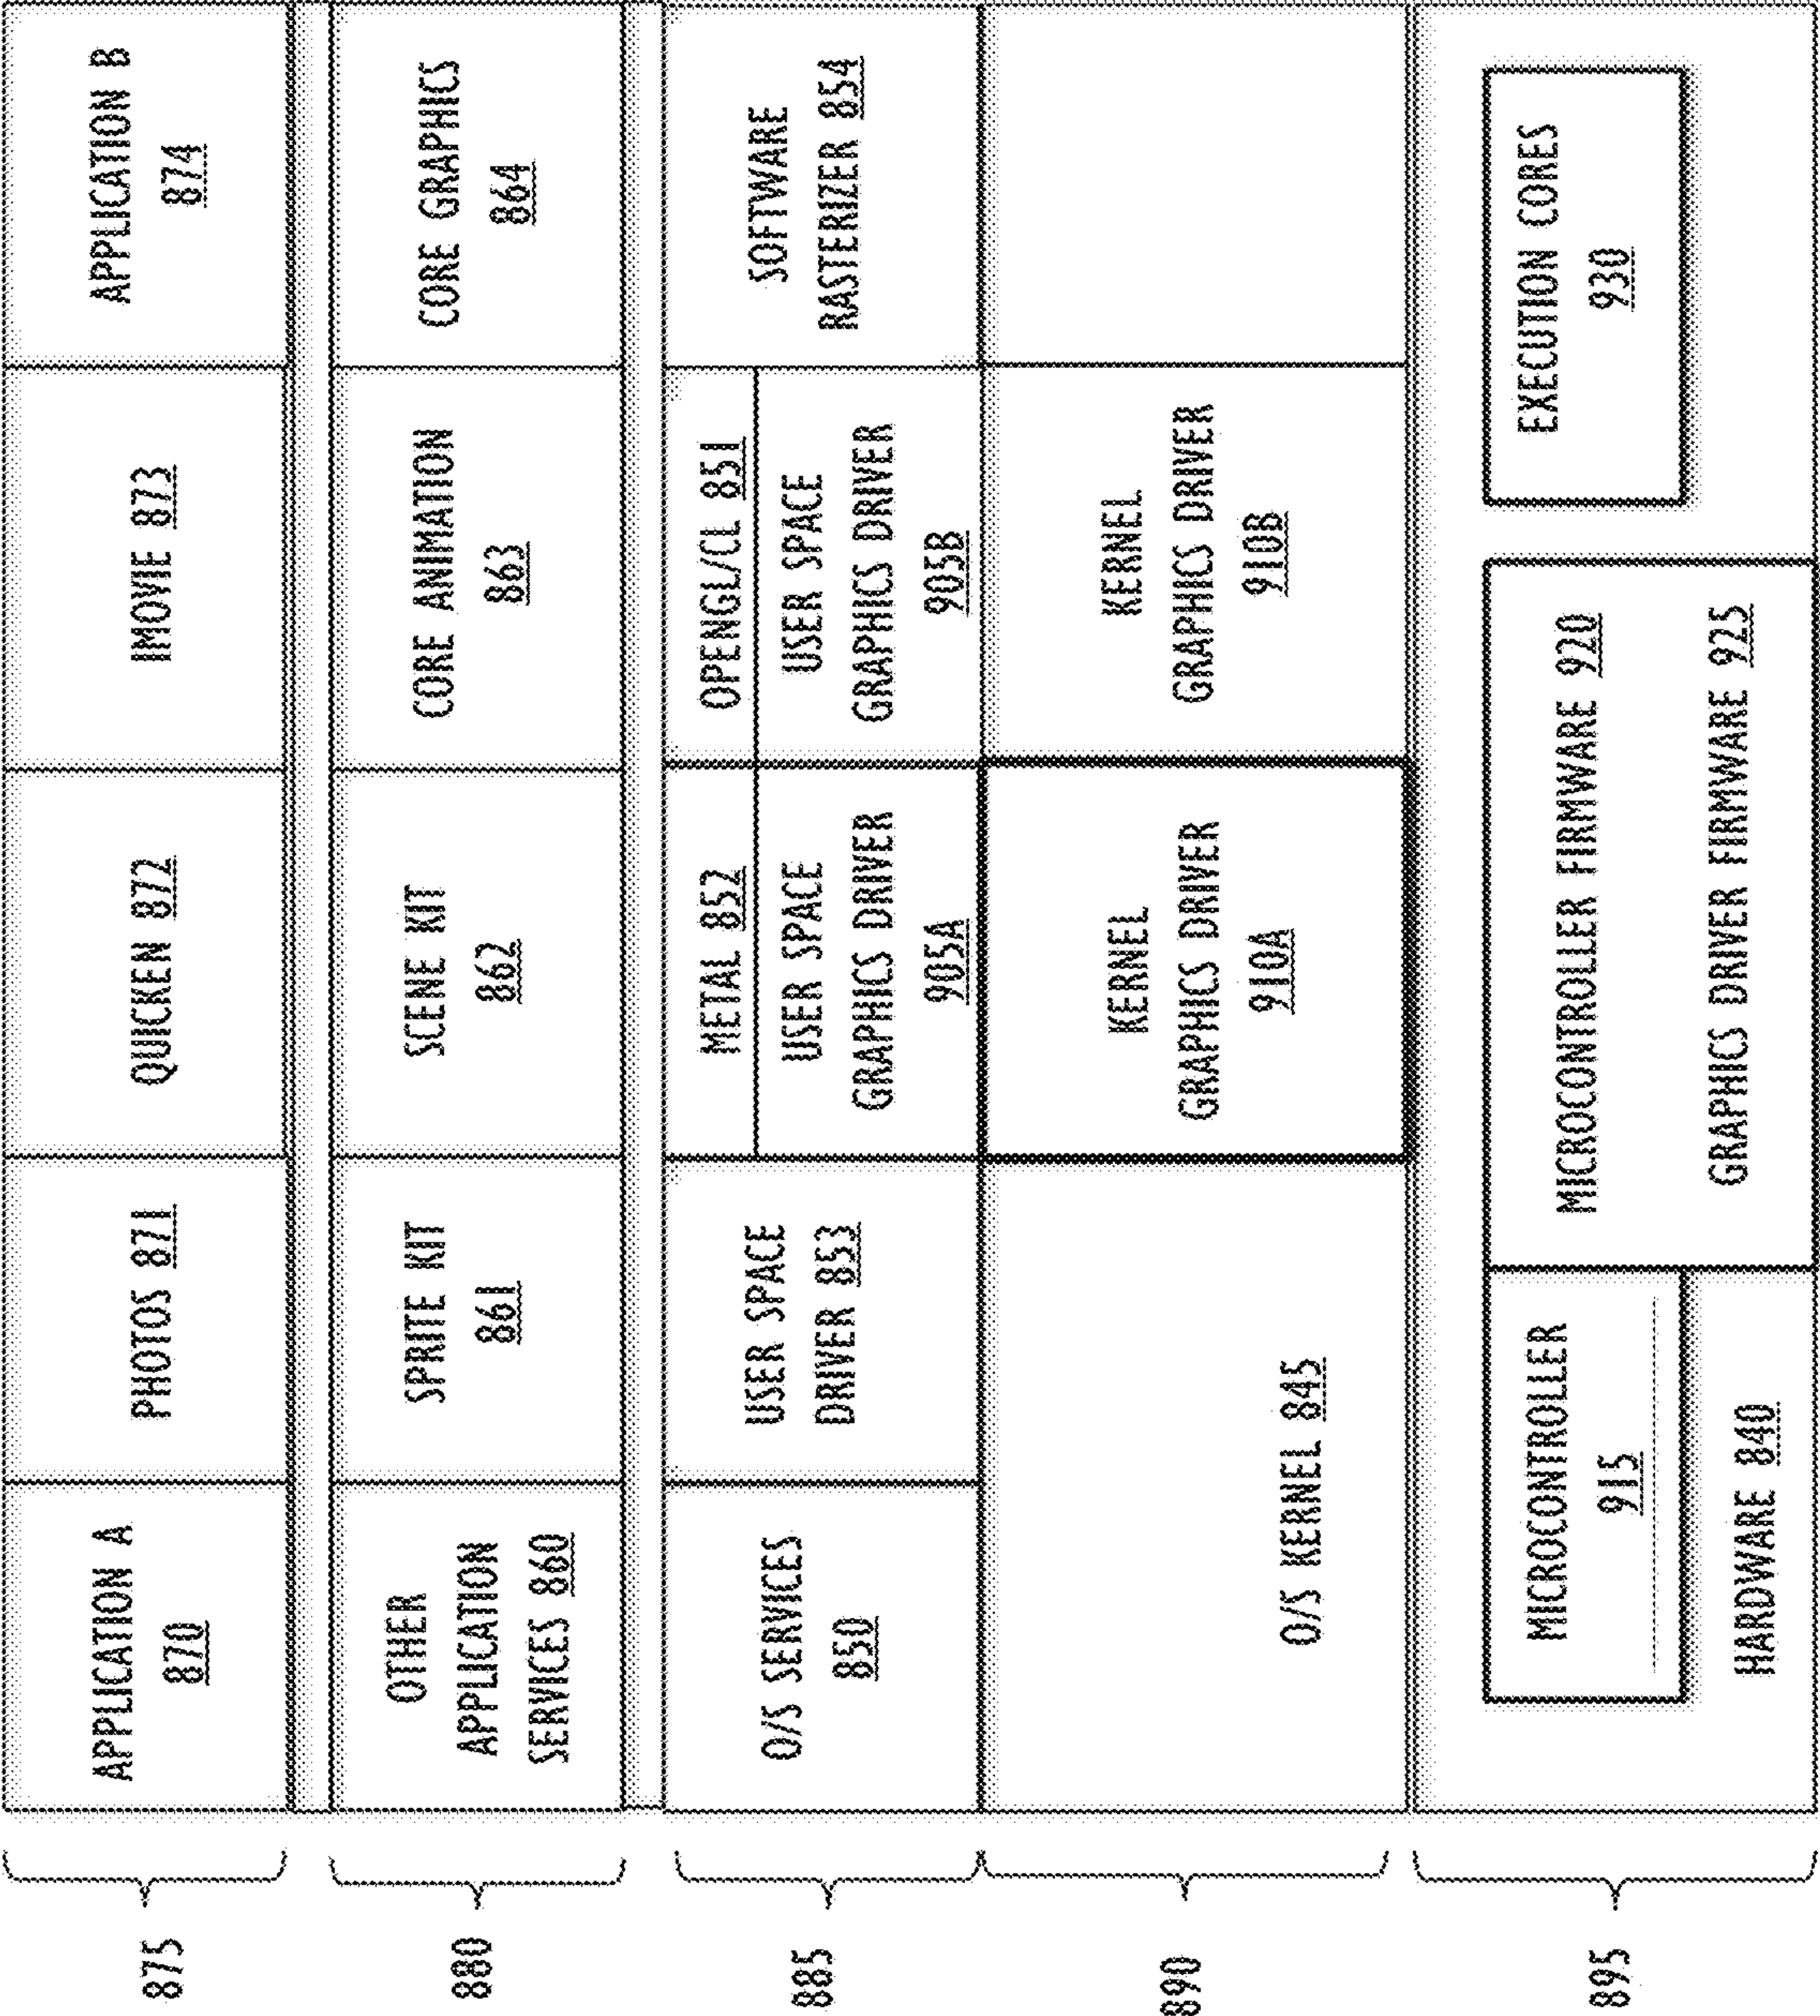 875
APPLICATION A
870
PHOTOS 871
QUICKEN 872
IMOVIE 873
APPLICATION B
874
880
OTHER
APPLICATION
SERVICES 860
SPRITE KIT
861
SCENE KIT
862
CORE ANIMATION
863
CORE GRAPHICS
864
885
O/S SERVICES
850
USER SPACE
DRIVER 853
METAL 852
USER SPACE
GRAPHICS DRIVER
905A
OPENGL/CL 851
USER SPACE
GRAPHICS DRIVER
905B
SOFTWARE
RASTERIZER 854
890
O/S KERNEL 845
KERNEL
GRAPHICS DRIVER
910A
KERNEL
GRAPHICS DRIVER
910B
895
MICROCONTROLLER
915
HARDWARE 840
MICROCONTROLLER FIRMWARE 920
GRAPHICS DRIVER FIRMWARE 925
EXECUTION CORES
930